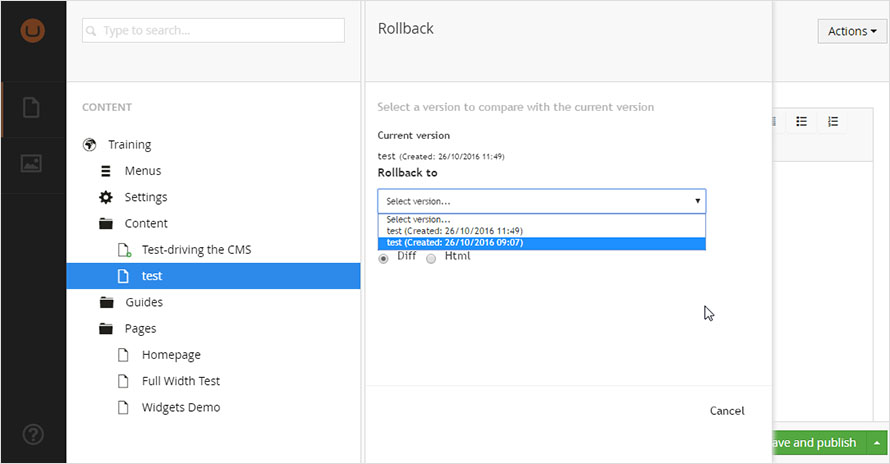 Type to search...
CONTENT
Training
Menus
Settings
Content
Test-driving the CMS
test
Guides
Pages
Homepage
Full Width Test
Widgets Demo
Rollback
Select a version to compare with the current version
Current version
test (Created: 26/10/2016 11:49)
Rollback to
Select version...
Select version...
test (Created: 26/10/2016 11:49)
test (Created: 26/10/2016 09:07)
Diff Html
Cancel
Actions
ave and publish